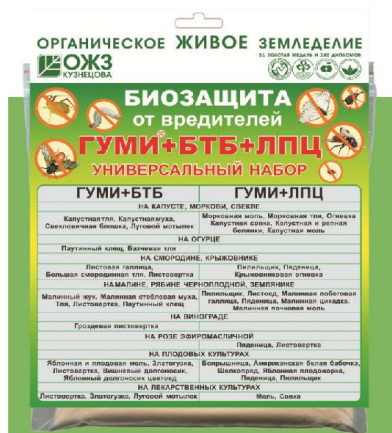 ОРГАНИЧЕСКОЕ ЖИВОЕ ЗЕМЛЕДЕЛИЕ
51 ЗОЛОТАЯ МЕДАЛЬ И 165 ДИПЛОМОВ
ОЖЗ
КУЗНЕЦОВА
БИОЗАЩИТА
от вредителей
ГУМИ+БТБ+ЛПЦ
УНИВЕРСАЛЬНЫЙ НАБОР
ГУМИ+БТБ ГУМИ+ЛПЦ
НА КАПУСТЕ, МОРКОВИ, СВЕКЛЕ
Капустная тля, Капустная муха,
Свекловичная блошка, Луговой мотылек
Морковная моль, Морковная тля, Огневка
Капустная совка, Капустная и репная
белянки, Капустная моль
НА ОГУРЦЕ
Паутинный клещ, Бахчевая тля
НА СМОРОДИНЕ, КРЫЖОВНИКЕ
Листовая галлица,
Большая смородинная тля, Листовертка
Пилильщик, Пяденица,
Крыжовниковая огневка
НА МАЛИНЕ, РЯБИНЕ ЧЕРНОПЛОДНОЙ, ЗЕМЛЯНИКЕ
Малинный жук, Малинная стеблевая муха,
Тля, Листовертка, Паутинный клещ
Пилильщик, Листоед, Малинная побеговая
галлица, Пяденица, Малинная цикадка,
Малинная почковая моль
НА ВИНОГРАДЕ
Гроздевая листовертка
НА РОЗЕ ЭФИРОМАСЛИЧНОЙ
Пяденица, Листовертка
НА ПЛОДОВЫХ КУЛЬТУРАХ
Яблонная и плодовая моль, Златогузка,
Листовертка, Вишневый долгоносик,
Яблонный долгоносик цветоед
Боярышница, Американская белая бабочка,
Шелкопряд, Яблонная плодожорка,
Пяденица, Пилильщик
НА ЛЕКАРСТВЕННЫХ КУЛЬТУРАХ
Листовертка, Златогузка, Луговой мотылек
Моль, Совка